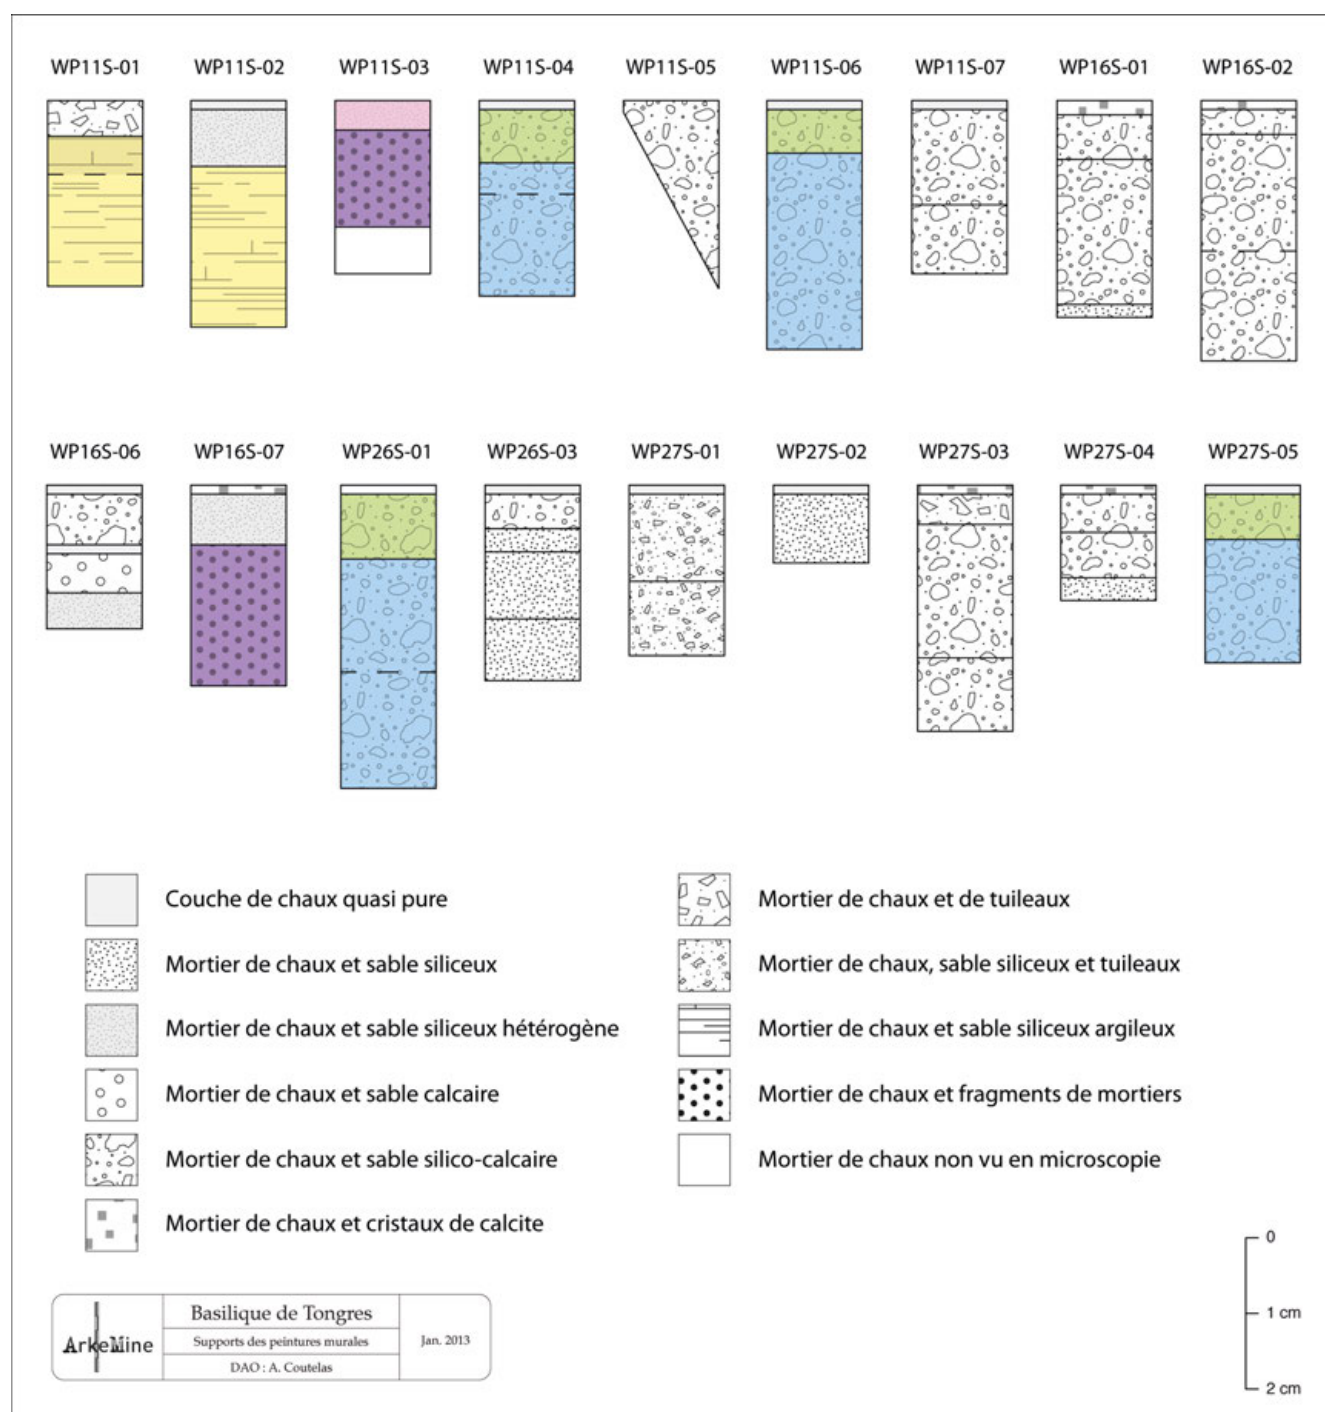 WP11S-01 WP11S-02 WP11S-03 WP11S-04 WP11S-05 WP11S-06 WP11S-07 WP16S-01 WP16S-02
WP16S-06 WP16S-07 WP26S-01 WP26S-03 WP27S-01 WP27S-02 WP27S-03 WP27S-04 WP27S-05
Couche de chaux quasi pure
Mortier de chaux et sable siliceux
Mortier de chaux et sable siliceux hétérogène
Mortier de chaux et sable calcaire
Mortier de chaux et sable silico-calcaire
Mortier de chaux et cristaux de calcite
Mortier de chaux et de tuileaux
Mortier de chaux, sable siliceux et tuileaux
Mortier de chaux et sable siliceux argileux
Mortier de chaux et fragments de mortiers
Mortier de chaux non vu en microscopie
0
1 cm
2 cm
ArkeMine
Basilique de Tongres
Supports des peintures murales
DAO : A. Coutelas
Jan. 2013